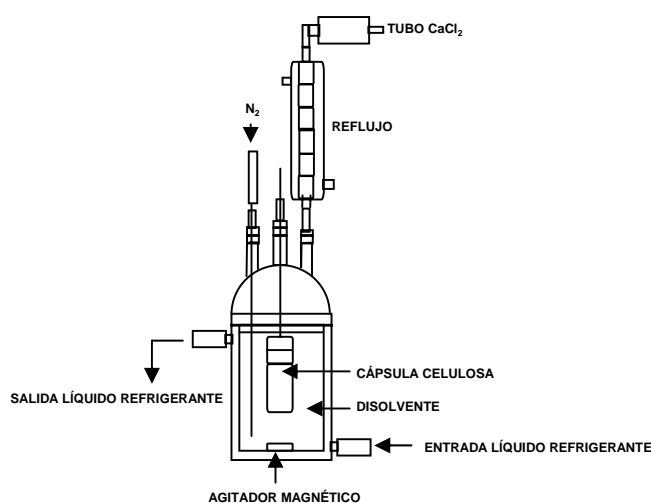 TUBO CaCl₂
N₂
REFLUJO
CÁPSULA CELULOSA
SALIDA LÍQUIDO REFRIGERANTE
DISOLVENTE
ENTRADA LÍQUIDO REFRIGERANTE
AGITADOR MAGNÉTICO